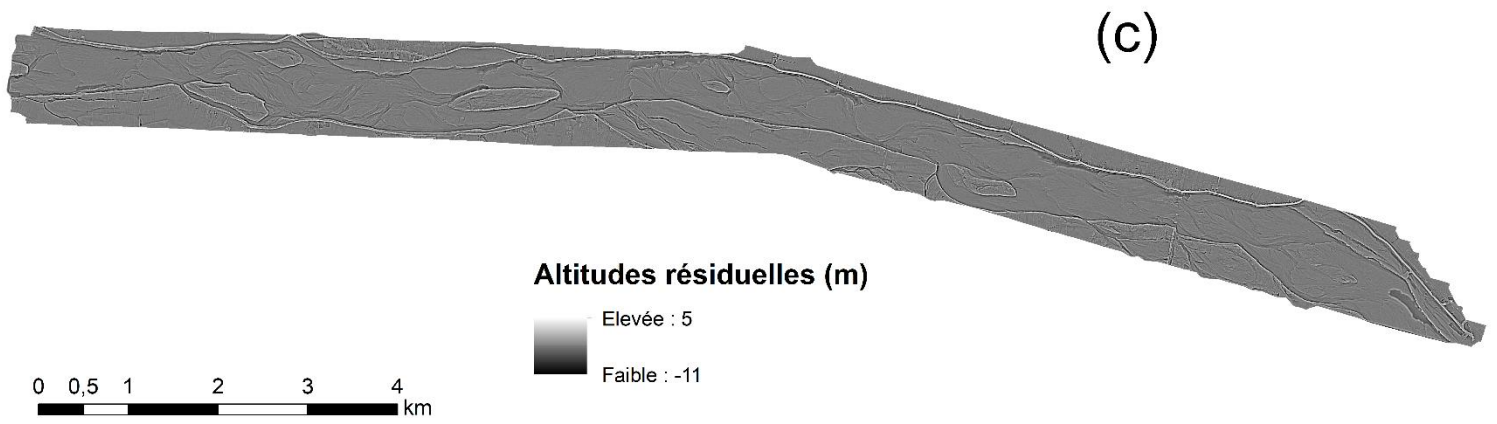 (c)
Altitudes résiduelles (m)
Elevée : 5
Faible : -11
0 0,5 1 2 3 4
km